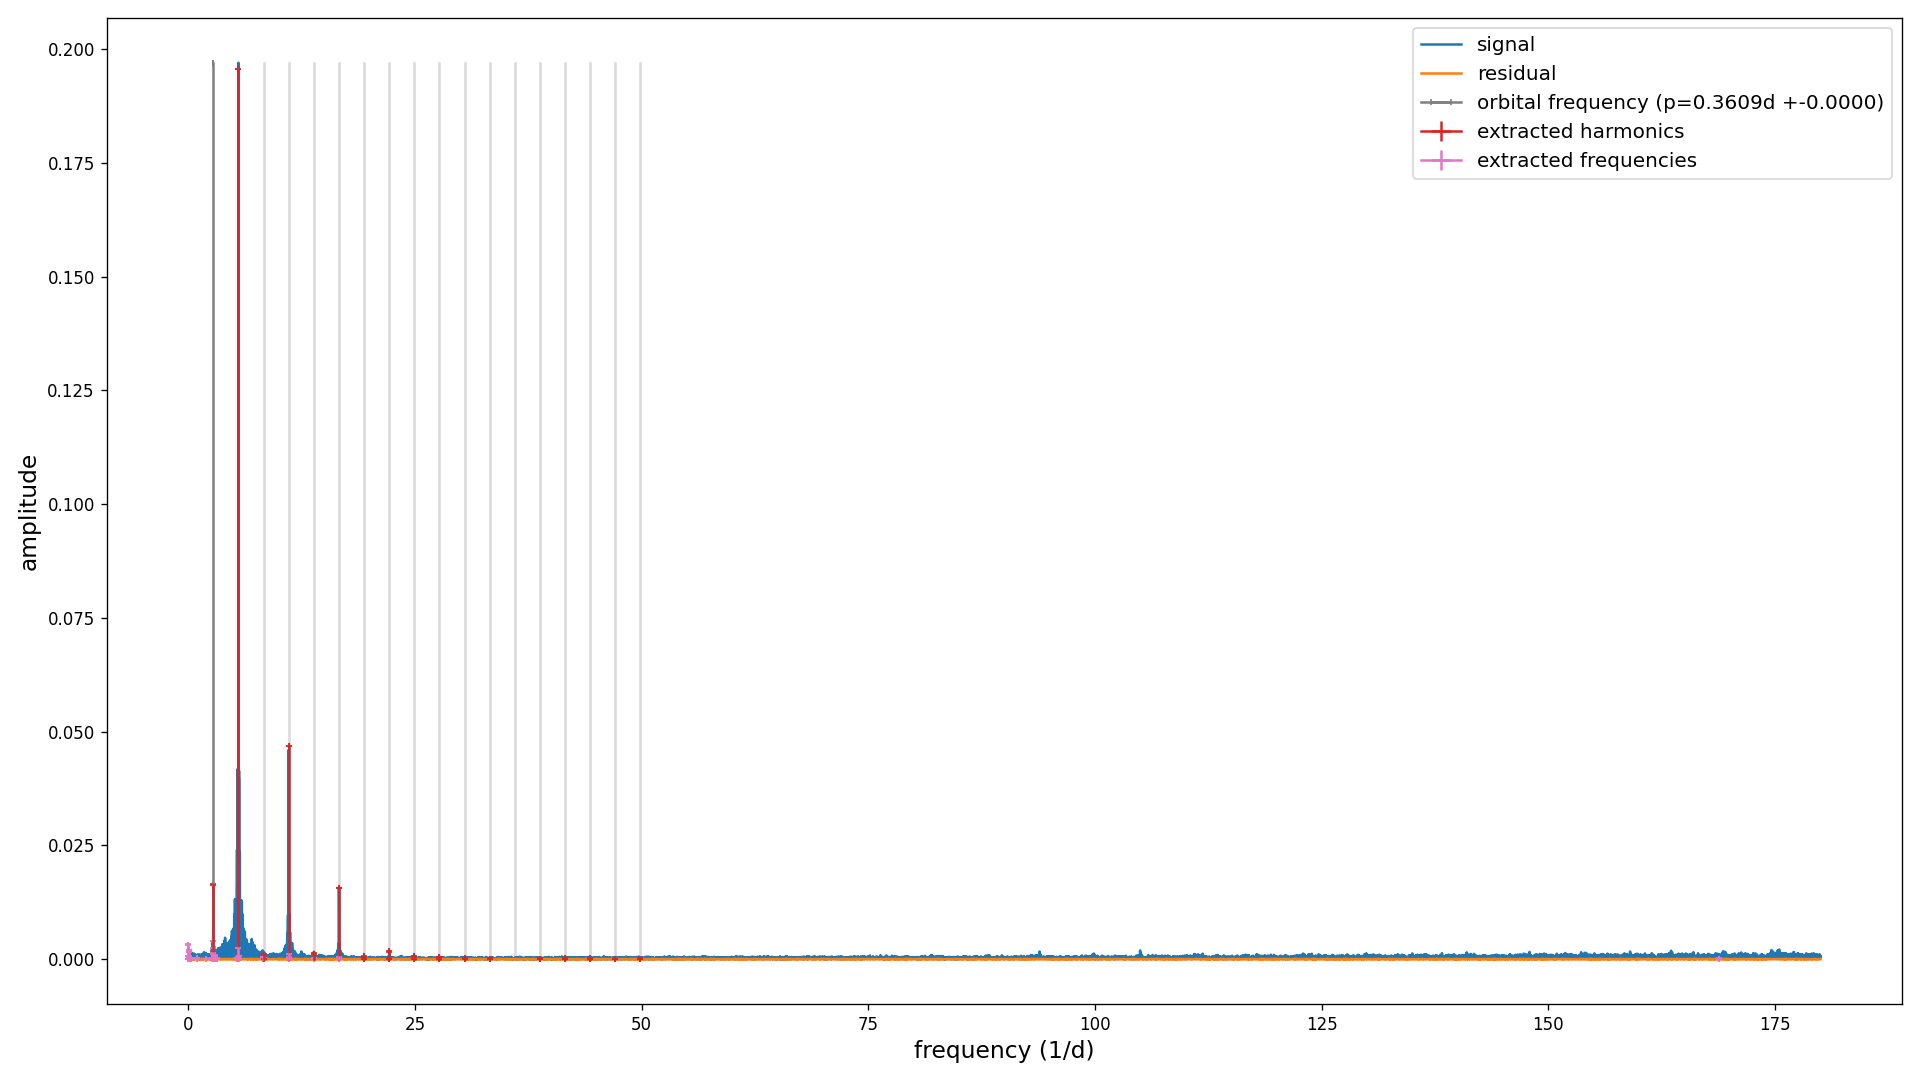 signal
residual
orbital frequency (p=0.3609d +-0.0000)
extracted harmonics
extracted frequencies
0.200
0.175
0.150
0.125
0.100
0.075
0.050
0.025
0.000
amplitude
0 25 50 75 100 125 150 175
frequency (1/d)